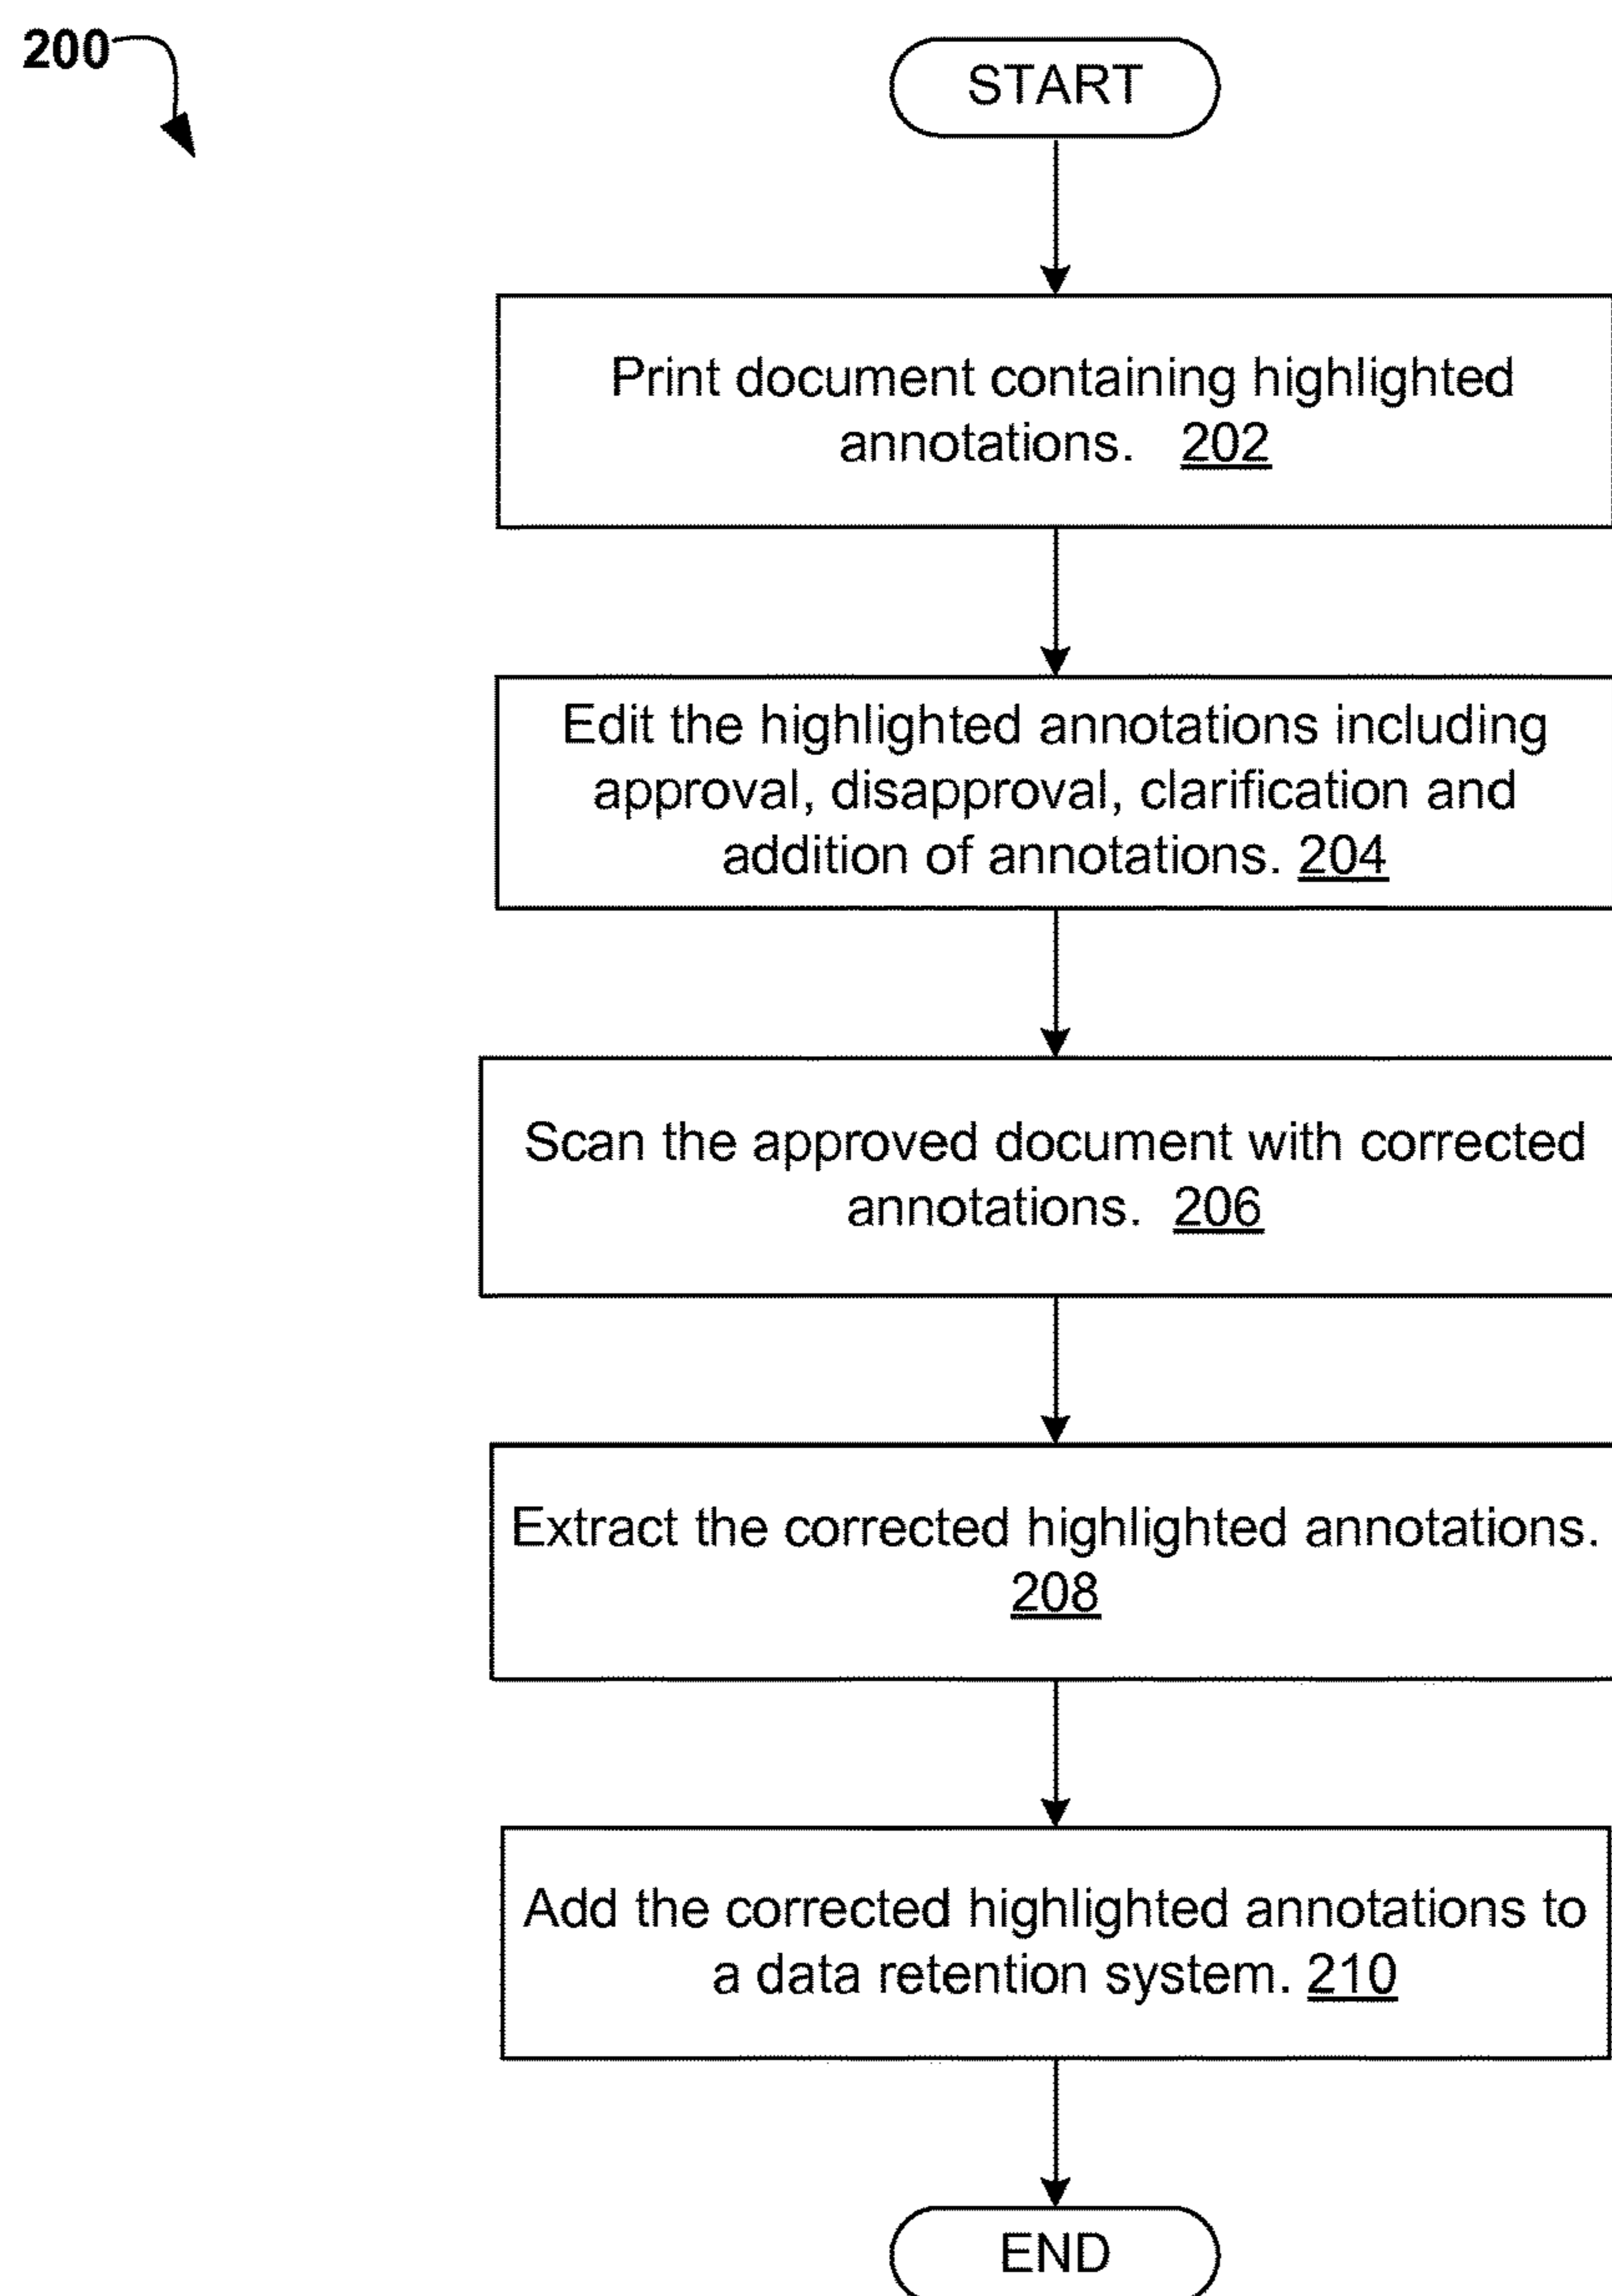 200
START
Print document containing highlighted
annotations. 202
Edit the highlighted annotations including
approval, disapproval, clarification and
addition of annotations. 204
Scan the approved document with corrected
annotations. 206
Extract the corrected highlighted annotations.
208
Add the corrected highlighted annotations to
a data retention system. 210
END